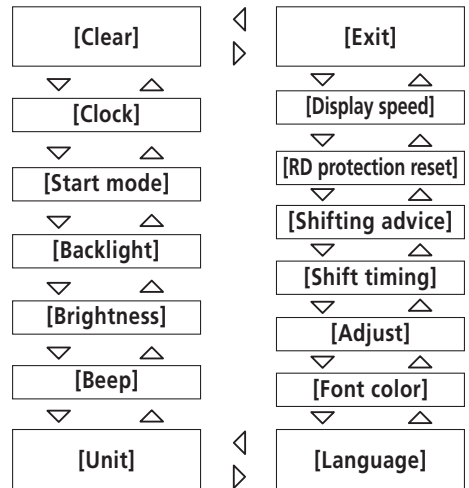 [Clear]
[Clock]
[Start mode]
[Backlight]
[Brightness]
[Beep]
[Unit]
[Exit]
[Display speed]
[RD protection reset]
[Shifting advice]
[Shift timing]
[Adjust]
[Font color]
[Language]